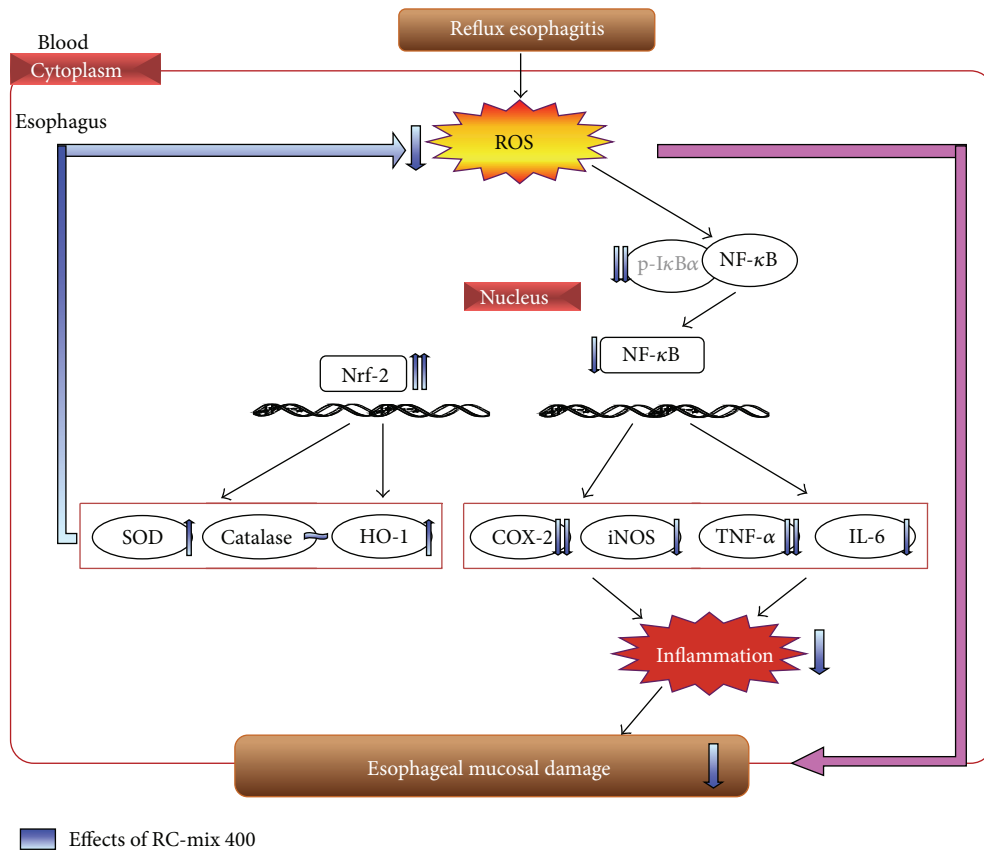 Reflux esophagitis
Blood
Cytoplasm
Esophagus
ROS
p-IκBα
NF-κB
Nucleus
NF-κB
Nrf-2
SOD
Catalase
HO-1
COX-2
iNOS
TNF-α
IL-6
Inflammation
Esophageal mucosal damage
Effects of RC-mix 400